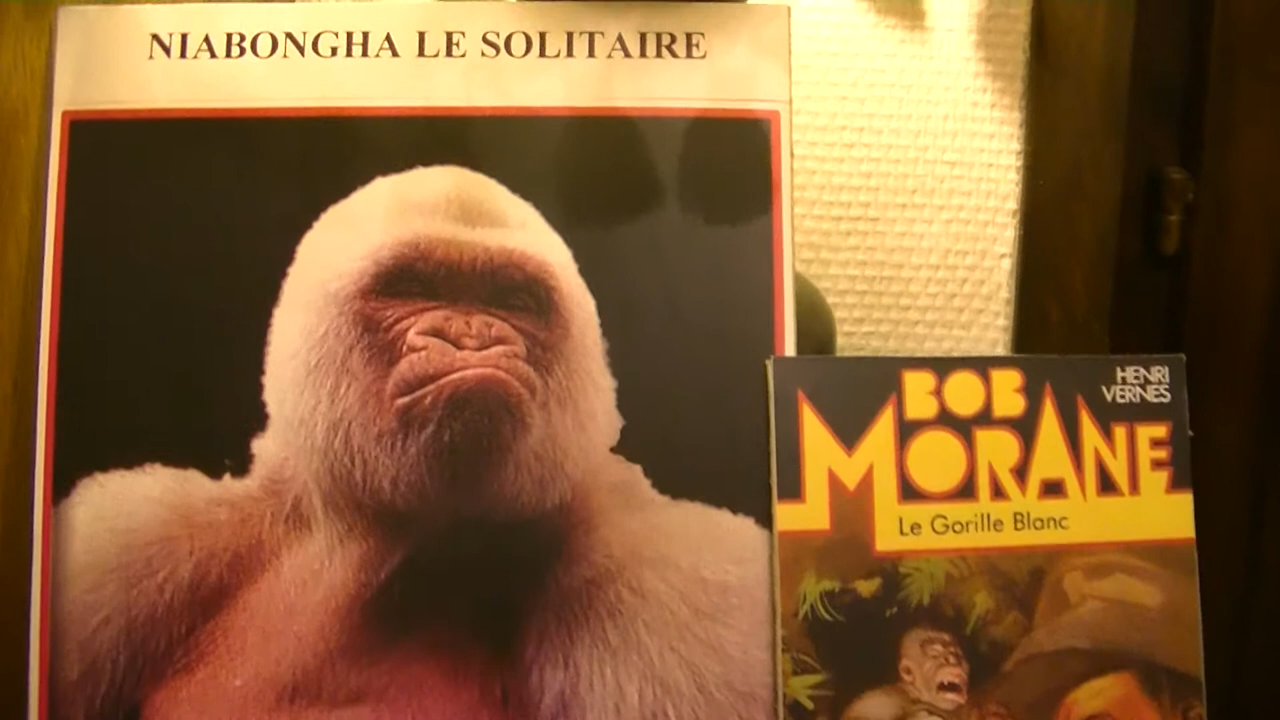 NIABONGHA LE SOLITAIRE
HENRI
VERNES
BOB
MORANE
Le Gorille Blanc